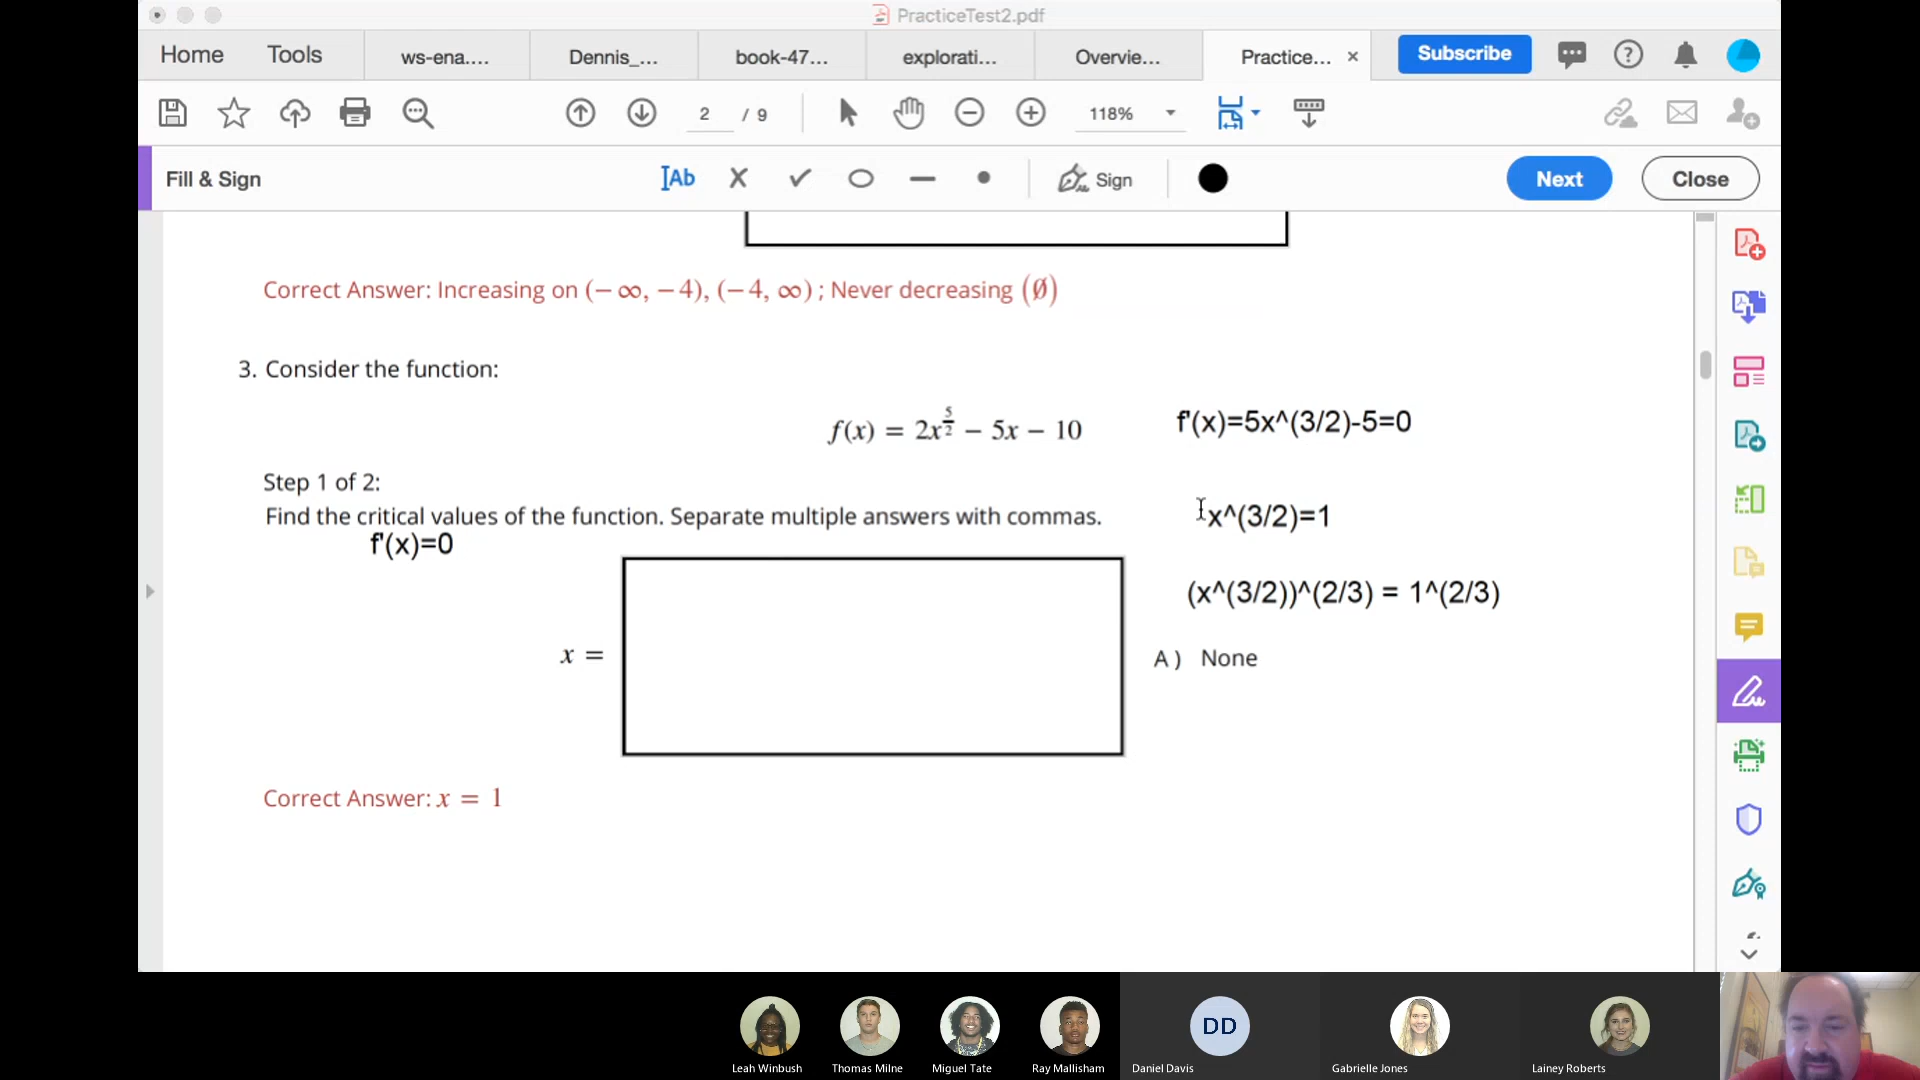 PracticeTest2.pdf
Home Tools ws-ena.... Dennis_... book-47... explorati... Overvie... Practice... × Subscribe
2 / 9 118%
Fill & Sign Ab Sign Next Close
Correct Answer: Increasing on (− ∞, − 4), (− 4, ∞) ; Never decreasing (Ø)
3. Consider the function:
f(x) = 2x^{5/2} − 5x − 10
f'(x)=5x^(3/2)-5=0
Step 1 of 2:
Find the critical values of the function. Separate multiple answers with commas.
x^(3/2)=1
f'(x)=0
(x^(3/2))^(2/3) = 1^(2/3)
x =
A) None
Correct Answer: x = 1
DD
Leah Winbush Thomas Milne Miguel Tate Ray Mallisham Daniel Davis Gabrielle Jones Lainey Roberts